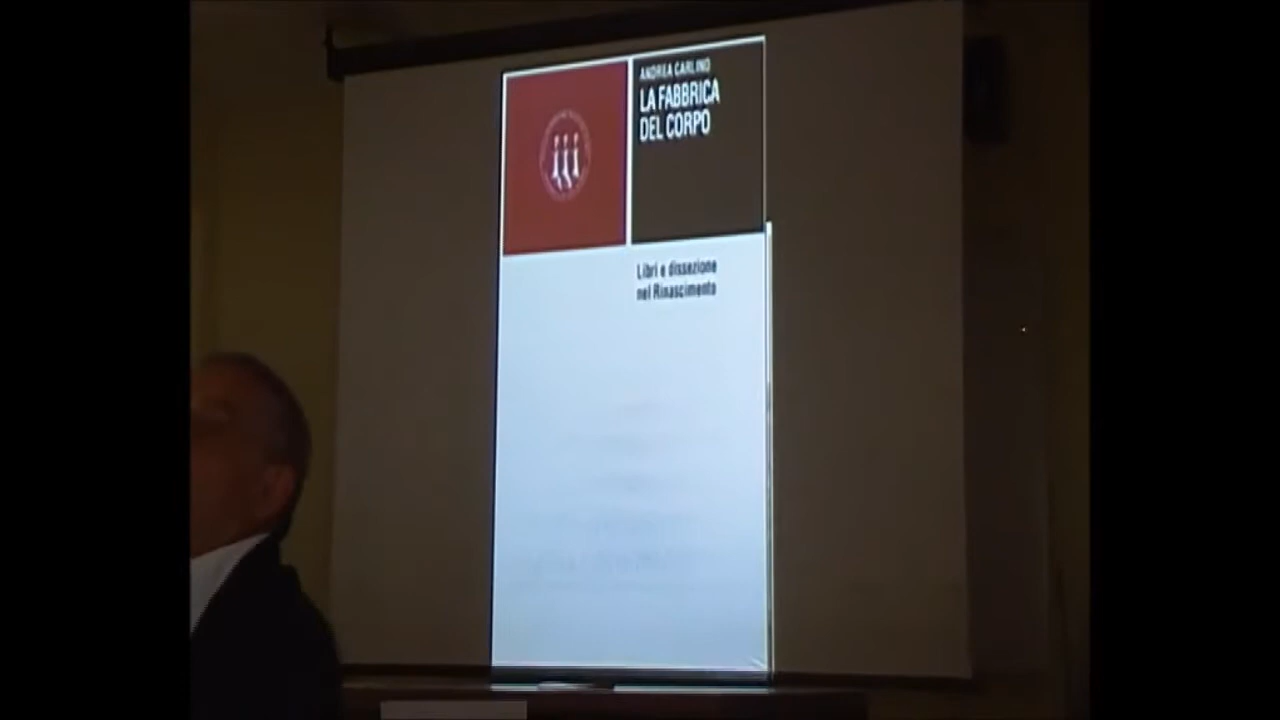 ANDREA CARLINO
LA FABBRICA
DEL CORPO
Libri e dissezione
nel Rinascimento